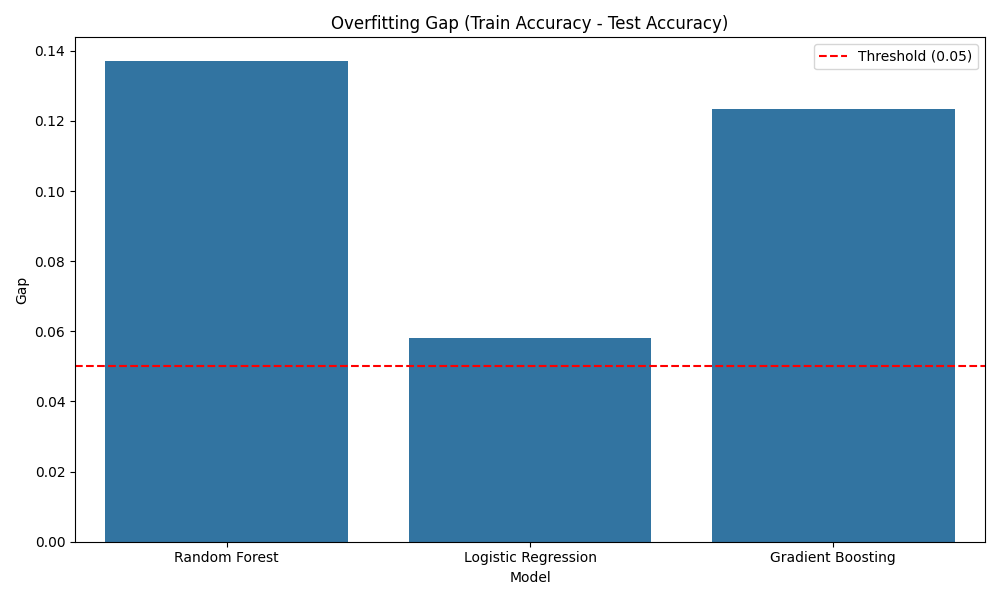 Overfitting Gap (Train Accuracy - Test Accuracy)
Threshold (0.05)
0.14
0.12
0.10
0.08
0.06
0.04
0.02
0.00
Gap
Random Forest
Logistic Regression
Gradient Boosting
Model